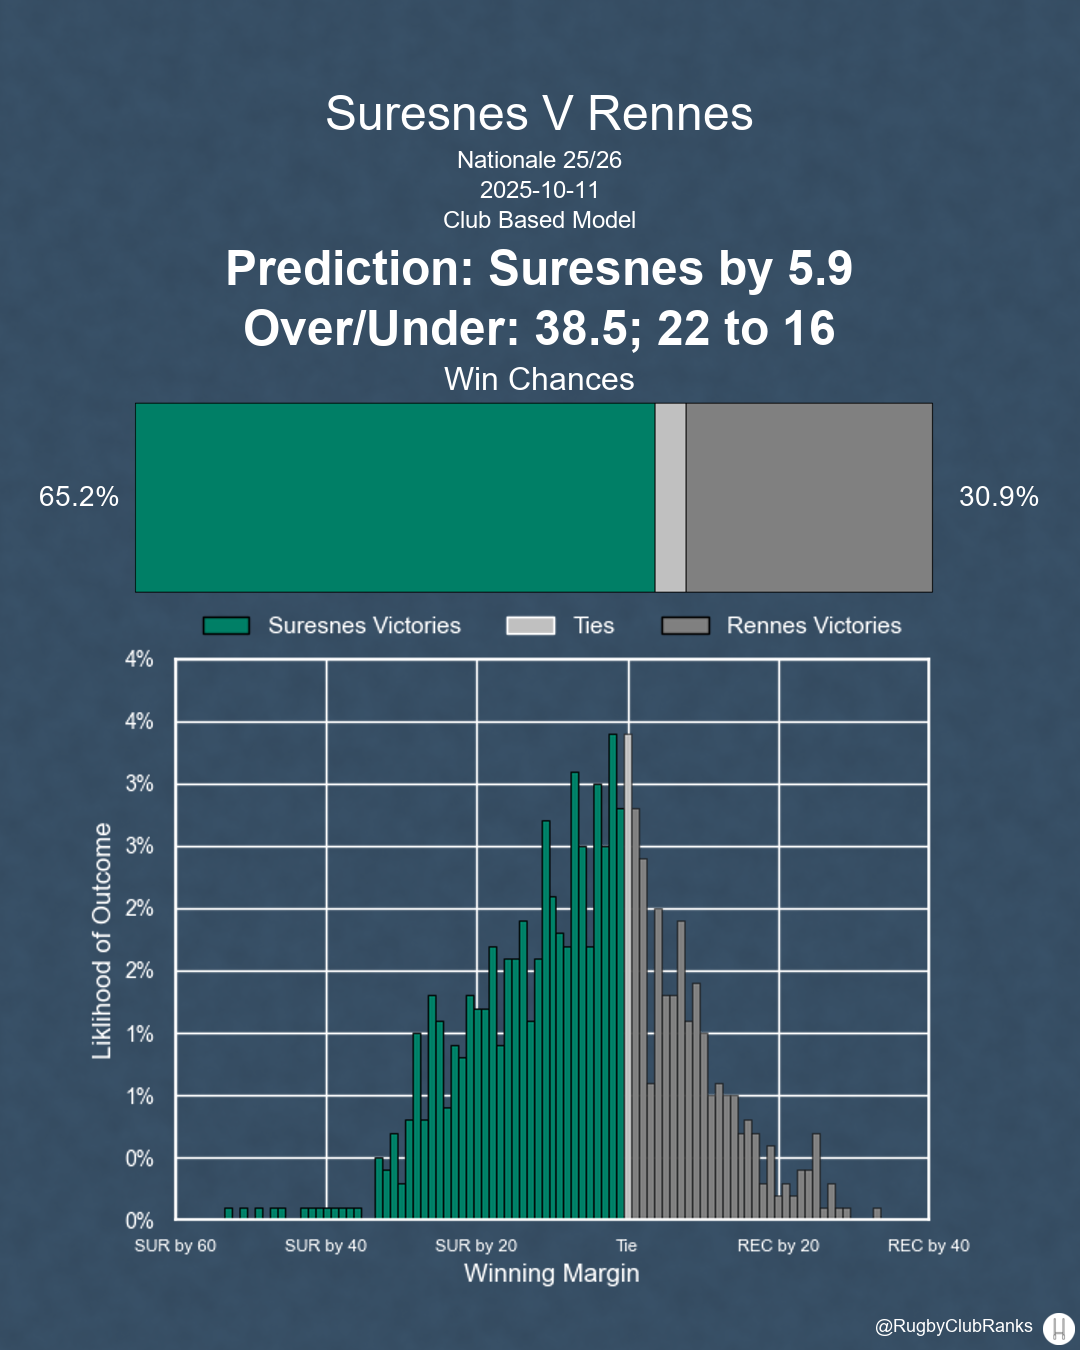 Suresnes V Rennes
Nationale 25/26
2025-10-11
Club Based Model
Prediction: Suresnes by 5.9
Over/Under: 38.5; 22 to 16
Win Chances
65.2%
30.9%
Suresnes Victories
Ties
Rennes Victories
4%
4%
3%
3%
2%
2%
1%
1%
0%
0%
Liklihood of Outcome
SUR by 60
SUR by 40
SUR by 20
Tie
REC by 20
REC by 40
Winning Margin
@RugbyClubRanks